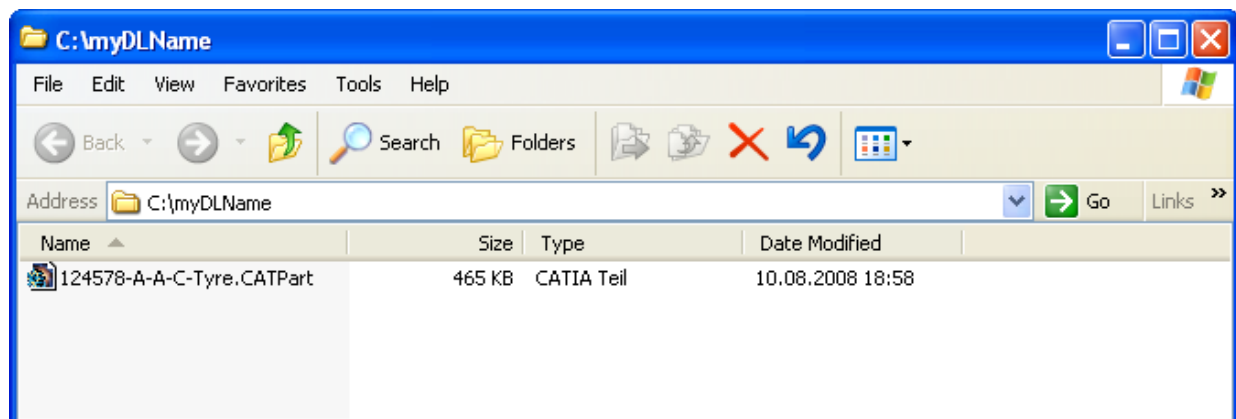 C:\myDLName
File Edit View Favorites Tools Help
Back Search Folders
Address C:\myDLName Go Links »
Name Size Type Date Modified
124578-A-A-C-Tyre.CATPart 465 KB CATIA Teil 10.08.2008 18:58